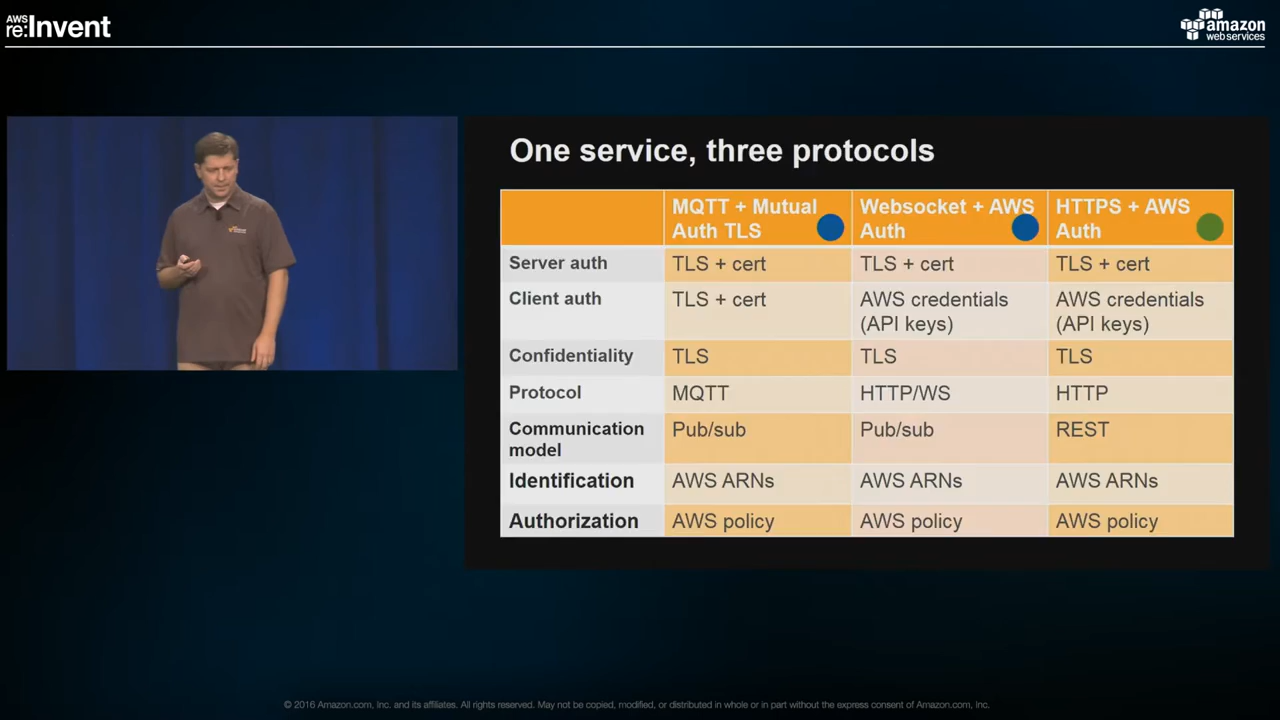 AWS
re:Invent
amazon
web services
One service, three protocols
MQTT + Mutual
Auth TLS
Websocket + AWS
Auth
HTTPS + AWS
Auth
Server auth
TLS + cert
TLS + cert
TLS + cert
Client auth
TLS + cert
AWS credentials
(API keys)
AWS credentials
(API keys)
Confidentiality
TLS
TLS
TLS
Protocol
MQTT
HTTP/WS
HTTP
Communication
model
Pub/sub
Pub/sub
REST
Identification
AWS ARNs
AWS ARNs
AWS ARNs
Authorization
AWS policy
AWS policy
AWS policy
© 2016 Amazon.com, Inc. and its affiliates. All rights reserved. May not be copied, modified, or distributed in whole or in part without the express consent of Amazon.com, Inc.